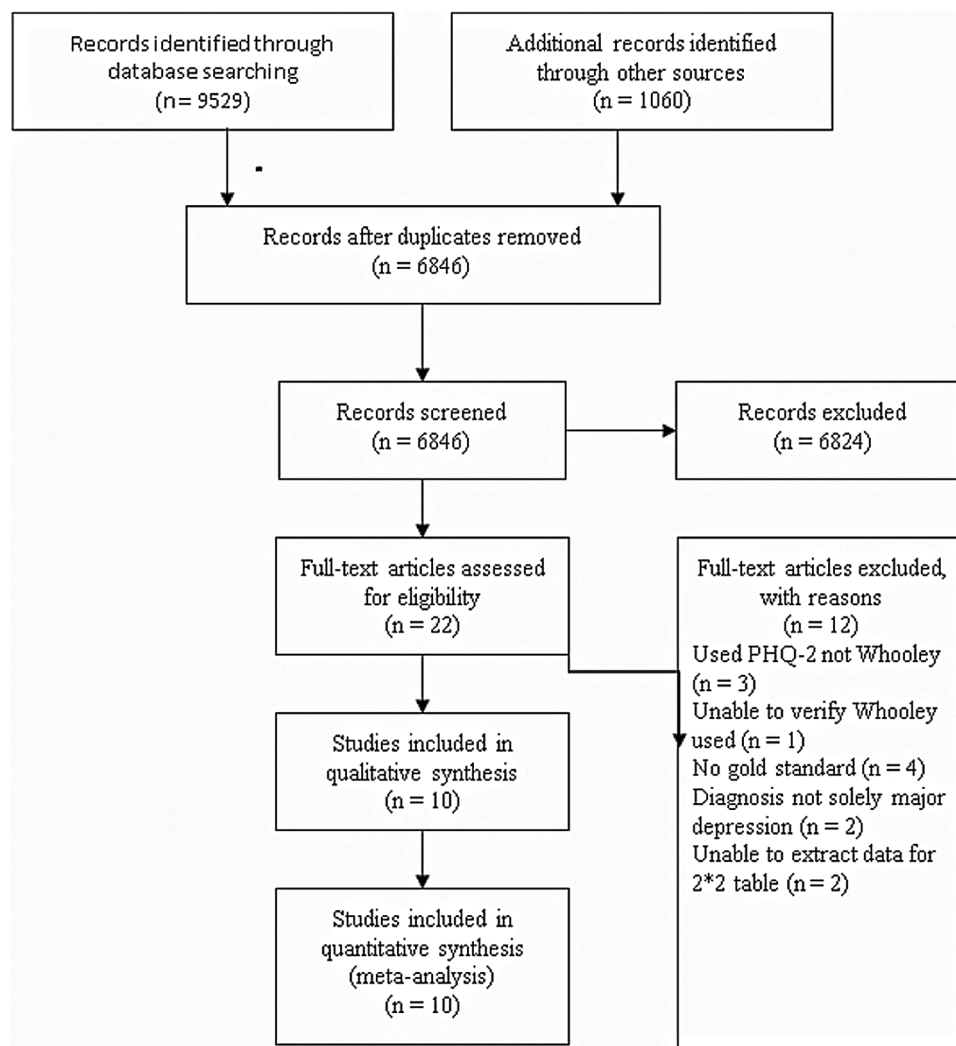 Records identified through
database searching
(n = 9529)
Additional records identified
through other sources
(n = 1060)
Records after duplicates removed
(n = 6846)
Records screened
(n = 6846)
Records excluded
(n = 6824)
Full-text articles assessed
for eligibility
(n = 22)
Full-text articles excluded,
with reasons
(n = 12)
Used PHQ-2 not Whooley
(n = 3)
Unable to verify Whooley
used (n = 1)
No gold standard (n = 4)
Diagnosis not solely major
depression (n = 2)
Unable to extract data for
2*2 table (n = 2)
Studies included in
qualitative synthesis
(n = 10)
Studies included in
quantitative synthesis
(meta-analysis)
(n = 10)